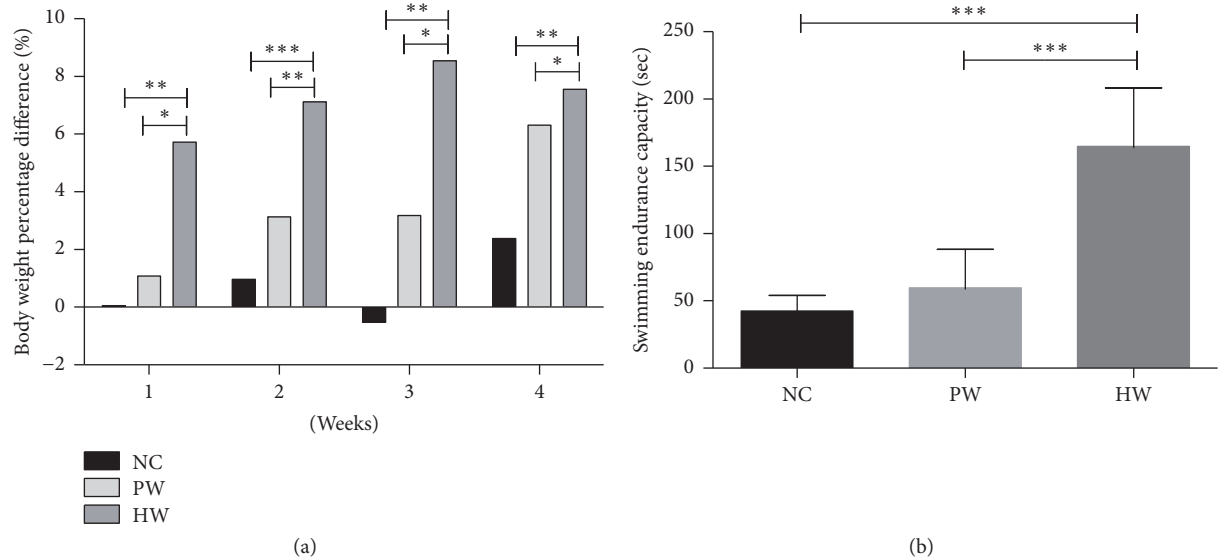 Body weight percentage difference (%)
10
8
6
4
2
0
−2
**
*
***
**
**
*
**
*
1 2 3 4
(Weeks)
NC
PW
HW
(a)
Swimming endurance capacity (sec)
250
200
150
100
50
0
***
***
NC PW HW
(b)